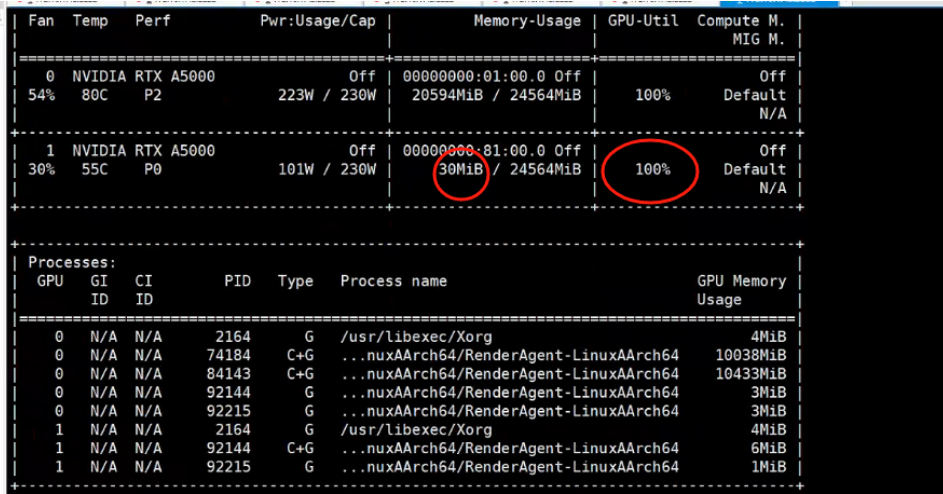 Fan Temp Perf Pwr:Usage/Cap | Memory-Usage | GPU-Util Compute M. |
| | | MIG M. |
|===============================+======================+======================|
| 0 NVIDIA RTX A5000 Off | 00000000:01:00.0 Off | Off |
| 54% 80C P2 223W / 230W | 20594MiB / 24564MiB | 100% Default |
| | | N/A |
+-------------------------------+----------------------+----------------------+
| 1 NVIDIA RTX A5000 Off | 00000000:81:00.0 Off | Off |
| 30% 55C P0 101W / 230W | 30MiB / 24564MiB | 100% Default |
| | | N/A |
+-------------------------------+----------------------+----------------------+
+-----------------------------------------------------------------------------+
| Processes: |
| GPU GI CI PID Type Process name GPU Memory |
| ID ID Usage |
|=============================================================================|
| 0 N/A N/A 2164 G /usr/libexec/Xorg 4MiB |
| 0 N/A N/A 74184 C+G ...nuxAArch64/RenderAgent-LinuxAArch64 10038MiB |
| 0 N/A N/A 84143 C+G ...nuxAArch64/RenderAgent-LinuxAArch64 10433MiB |
| 0 N/A N/A 92144 G ...nuxAArch64/RenderAgent-LinuxAArch64 3MiB |
| 0 N/A N/A 92215 G ...nuxAArch64/RenderAgent-LinuxAArch64 3MiB |
| 1 N/A N/A 2164 G /usr/libexec/Xorg 4MiB |
| 1 N/A N/A 92144 C+G ...nuxAArch64/RenderAgent-LinuxAArch64 6MiB |
| 1 N/A N/A 92215 G ...nuxAArch64/RenderAgent-LinuxAArch64 1MiB |
+-----------------------------------------------------------------------------+